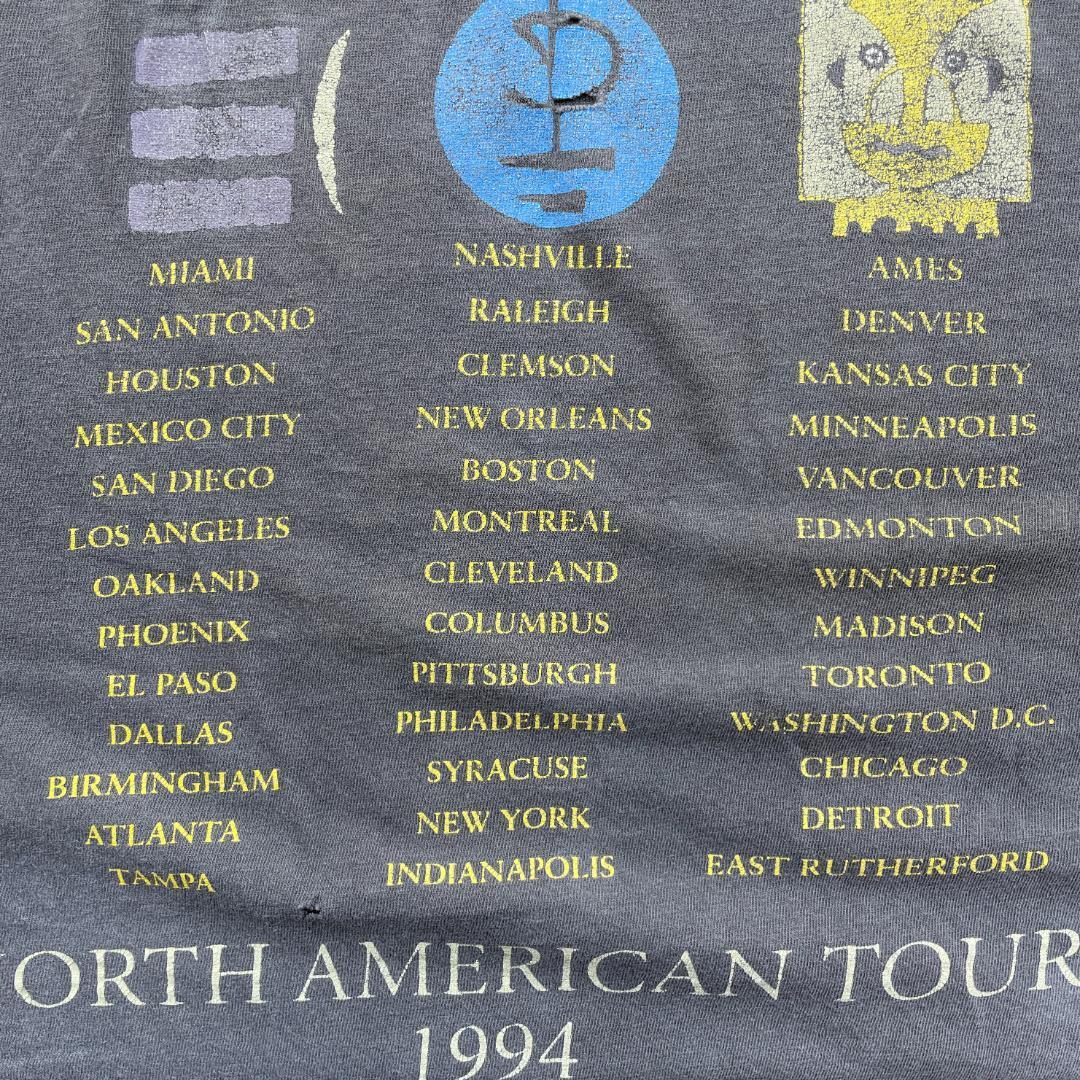 MIAMI
SAN ANTONIO
HOUSTON
MEXICO CITY
SAN DIEGO
LOS ANGELES
OAKLAND
PHOENIX
EL PASO
DALLAS
BIRMINGHAM
ATLANTA
TAMPA
NASHVILLE
RALEIGH
CLEMSON
NEW ORLEANS
BOSTON
MONTREAL
CLEVELAND
COLUMBUS
PITTSBURGH
PHILADELPHIA
SYRACUSE
NEW YORK
INDIANAPOLIS
AMES
DENVER
KANSAS CITY
MINNEAPOLIS
VANCOUVER
EDMONTON
WINNIPEG
MADISON
TORONTO
WASHINGTON D.C.
CHICAGO
DETROIT
EAST RUTHERFORD
NORTH AMERICAN TOUR
1994